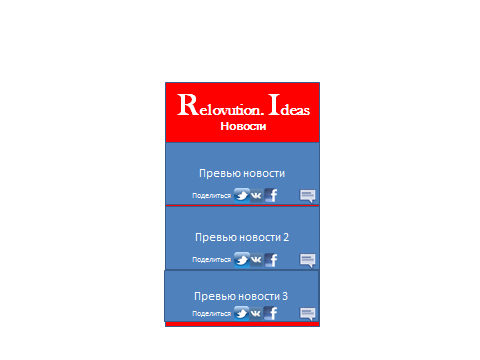 Relovution. Ideas
Новости
Превью новости
Поделиться
Превью новости 2
Поделиться
Превью новости 3
Поделиться